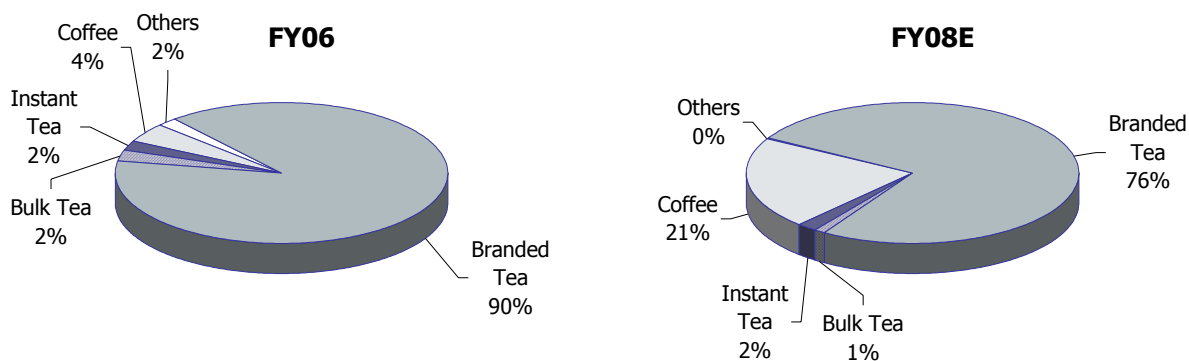 FY06
Others
2%
Coffee
4%
Instant
Tea
2%
Bulk Tea
2%
Branded
Tea
90%
FY08E
Others
0%
Branded
Tea
76%
Coffee
21%
Instant
Tea
2%
Bulk Tea
1%